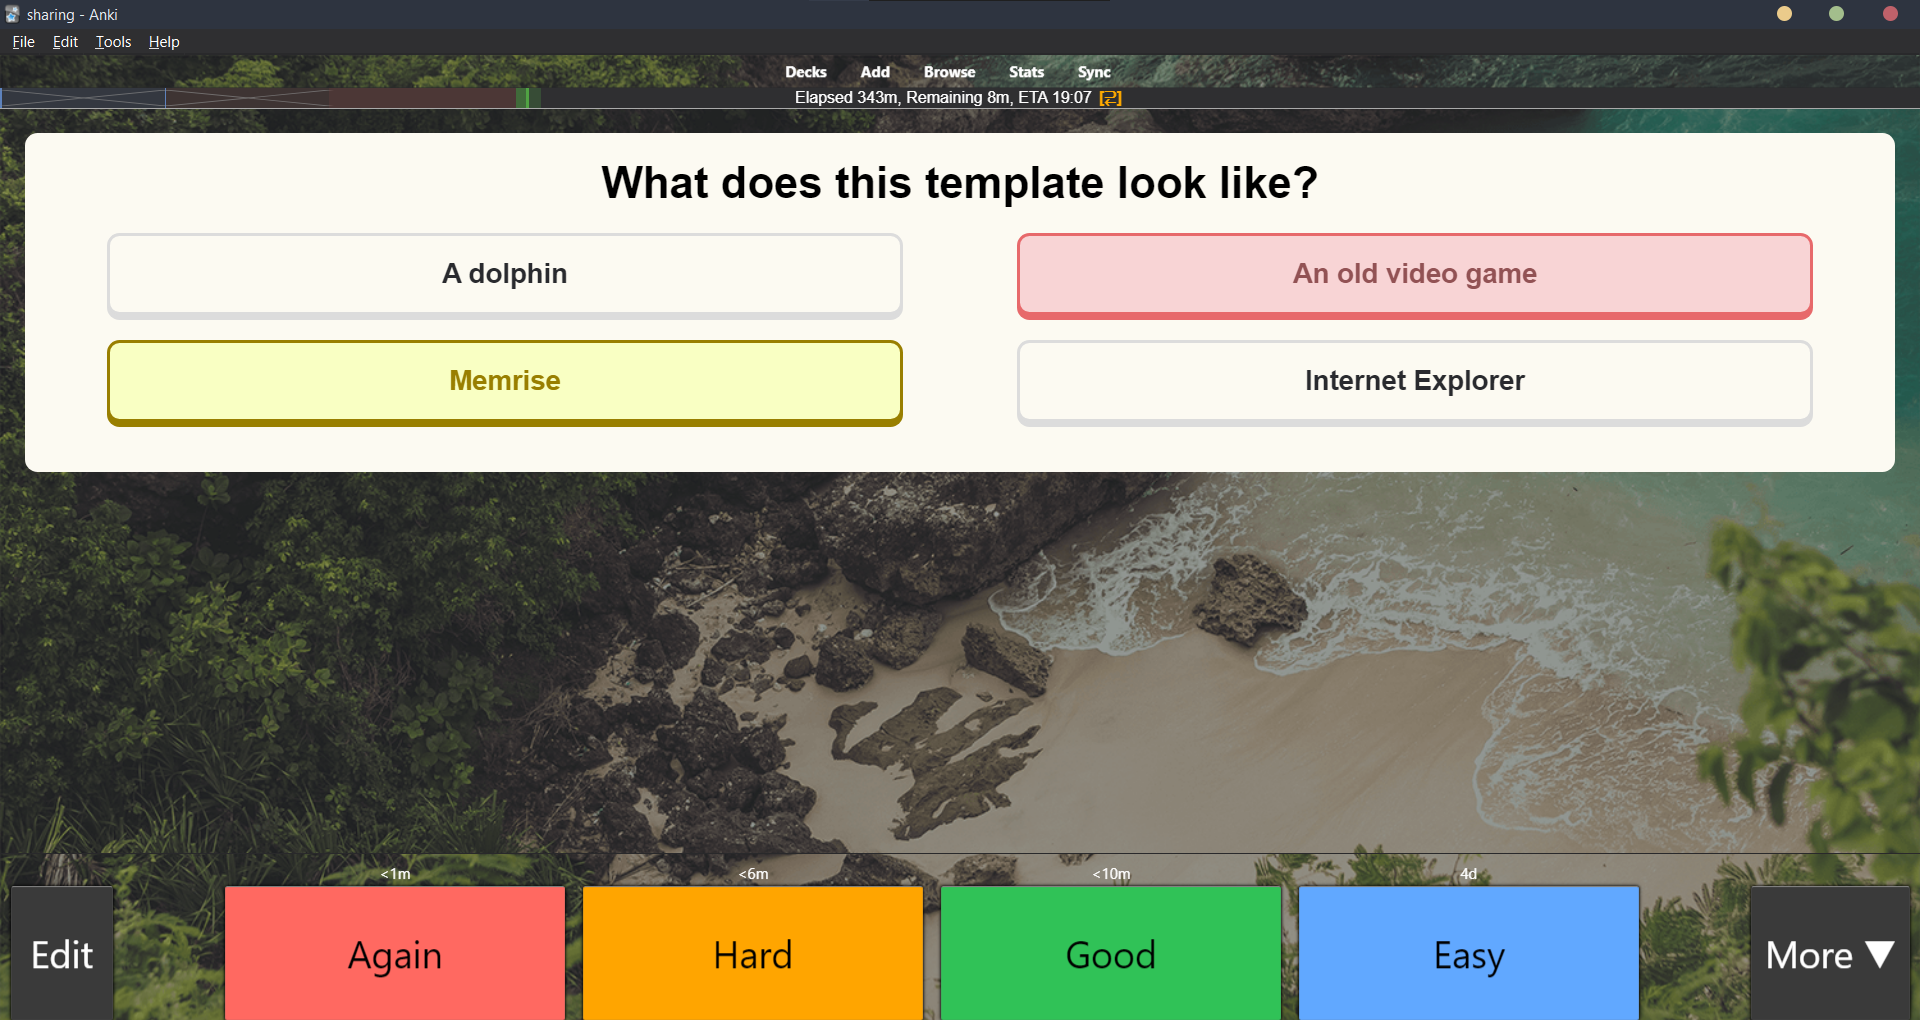 sharing - Anki
File Edit Tools Help
Decks Add Browse Stats Sync
Elapsed 343m, Remaining 8m, ETA 19:07 [⇄]
What does this template look like?
A dolphin
An old video game
Memrise
Internet Explorer
<1m <6m <10m 4d
Edit Again Hard Good Easy More ▼